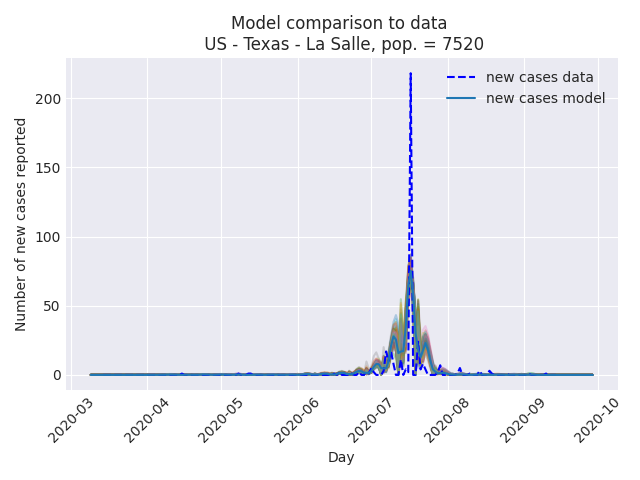 Model comparison to data
US - Texas - La Salle, pop. = 7520
new cases data
new cases model
Number of new cases reported
200
150
100
50
0
2020-03
2020-04
2020-05
2020-06
2020-07
2020-08
2020-09
2020-10
Day